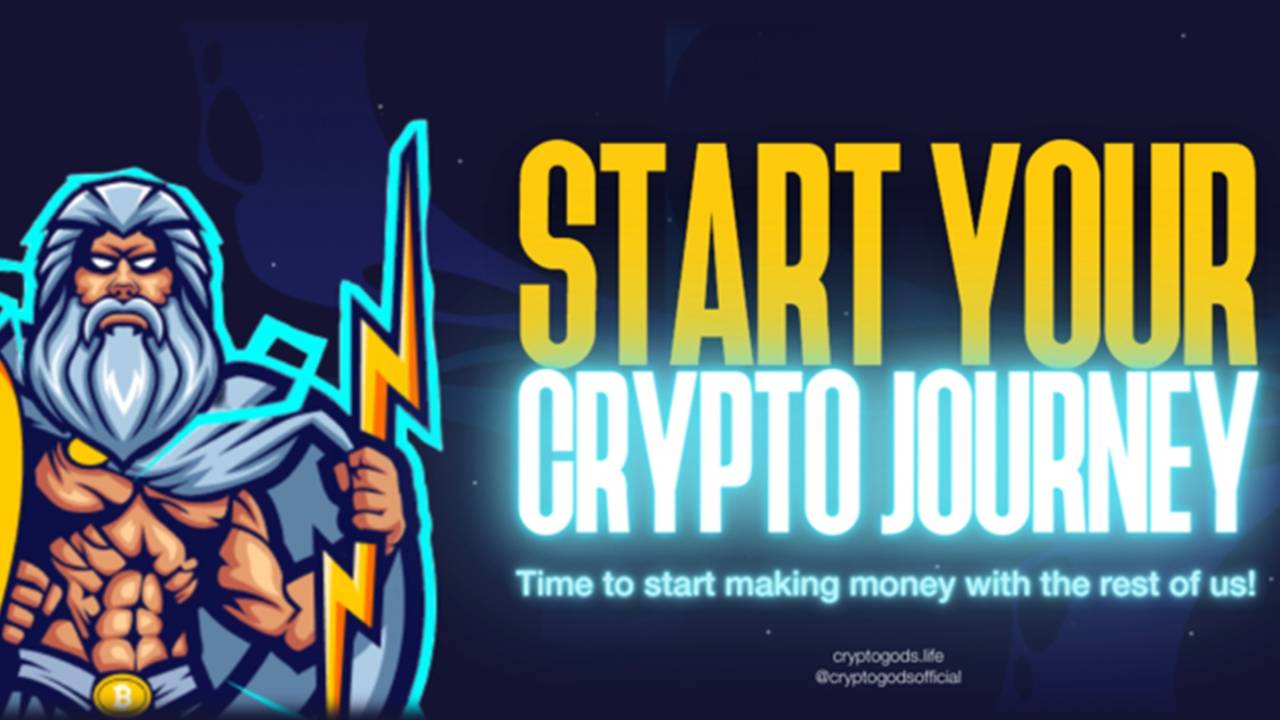 START YOUR
CRYPTO JOURNEY
Time to start making money with the rest of us!
cryptogods.life
@cryptogodsofficial